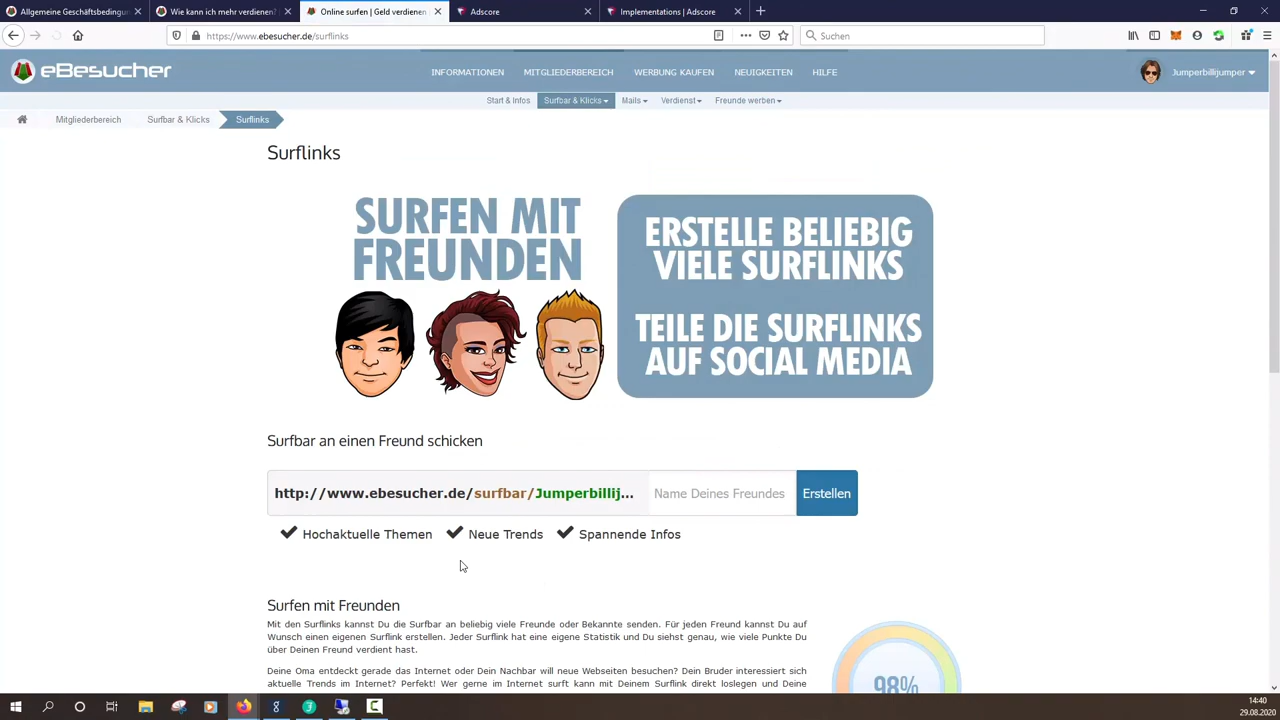 Allgemeine Geschäftsbedingun
Wie kann ich mehr verdienen?
Online surfen | Geld verdienen
Adscore
Implementations | Adscore
https://www.ebesucher.de/surflinks
Suchen
eBesucher
INFORMATIONEN
MITGLIEDERBEREICH
WERBUNG KAUFEN
NEUIGKEITEN
HILFE
Jumperbillijumper
Start & Infos
Surfbar & Klicks
Mails
Verdienst
Freunde werben
Mitgliederbereich
Surfbar & Klicks
Surflinks
Surflinks
SURFEN MIT
FREUNDEN
ERSTELLE BELIEBIG
VIELE SURFLINKS
TEILE DIE SURFLINKS
AUF SOCIAL MEDIA
Surfbar an einen Freund schicken
http://www.ebesucher.de/surfbar/Jumperbillij...
Name Deines Freundes
Erstellen
Hochaktuelle Themen
Neue Trends
Spannende Infos
Surfen mit Freunden
Mit den Surflinks kannst Du die Surfbar an beliebig viele Freunde oder Bekannte senden. Für jeden Freund kannst Du auf
Wunsch einen eigenen Surflink erstellen. Jeder Surflink hat eine eigene Statistik und Du siehst genau, wie viele Punkte Du
über Deinen Freund verdient hast.
Deine Oma entdeckt gerade das Internet oder Dein Nachbar will neue Webseiten besuchen? Dein Bruder interessiert sich
aktuelle Trends im Internet? Perfekt! Wer gerne im Internet surft kann mit Deinem Surflink direkt loslegen und Deine
98%
14:40
29.08.2020